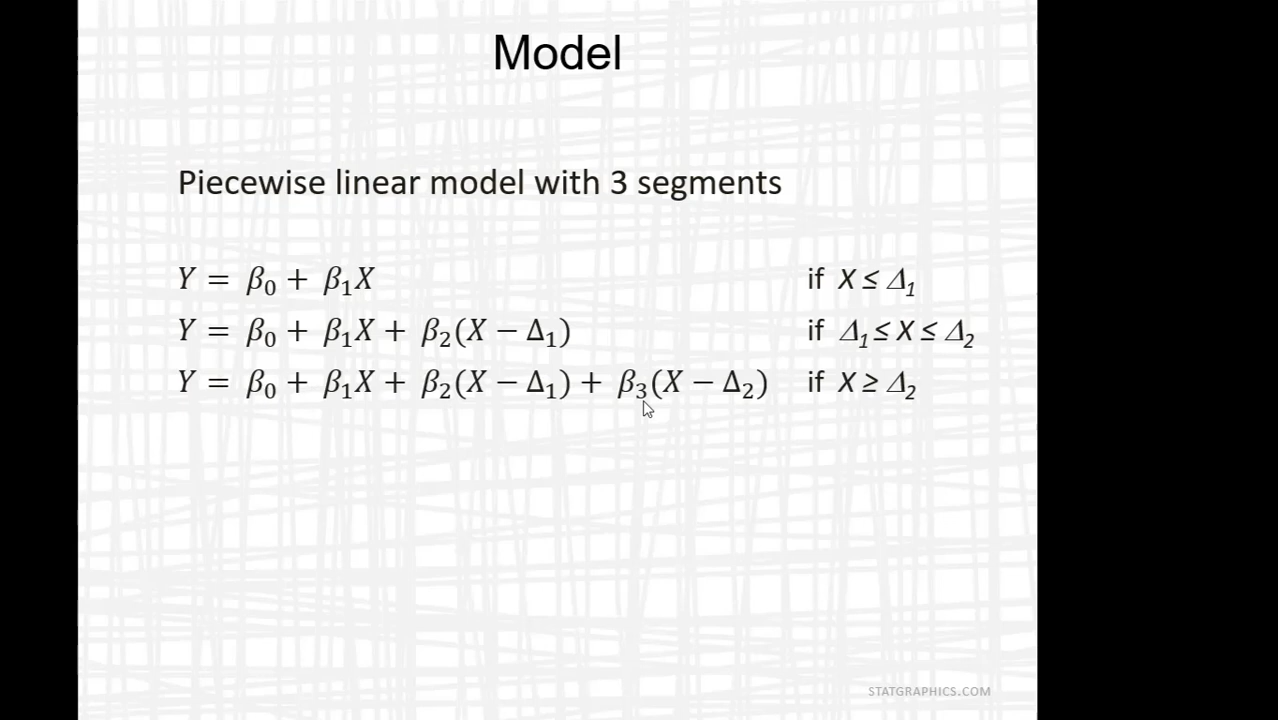 Model
Piecewise linear model with 3 segments
Y = β₀ + β₁X if X ≤ Δ₁
Y = β₀ + β₁X + β₂(X − Δ₁) if Δ₁ ≤ X ≤ Δ₂
Y = β₀ + β₁X + β₂(X − Δ₁) + β₃(X − Δ₂) if X ≥ Δ₂
STATGRAPHICS.COM